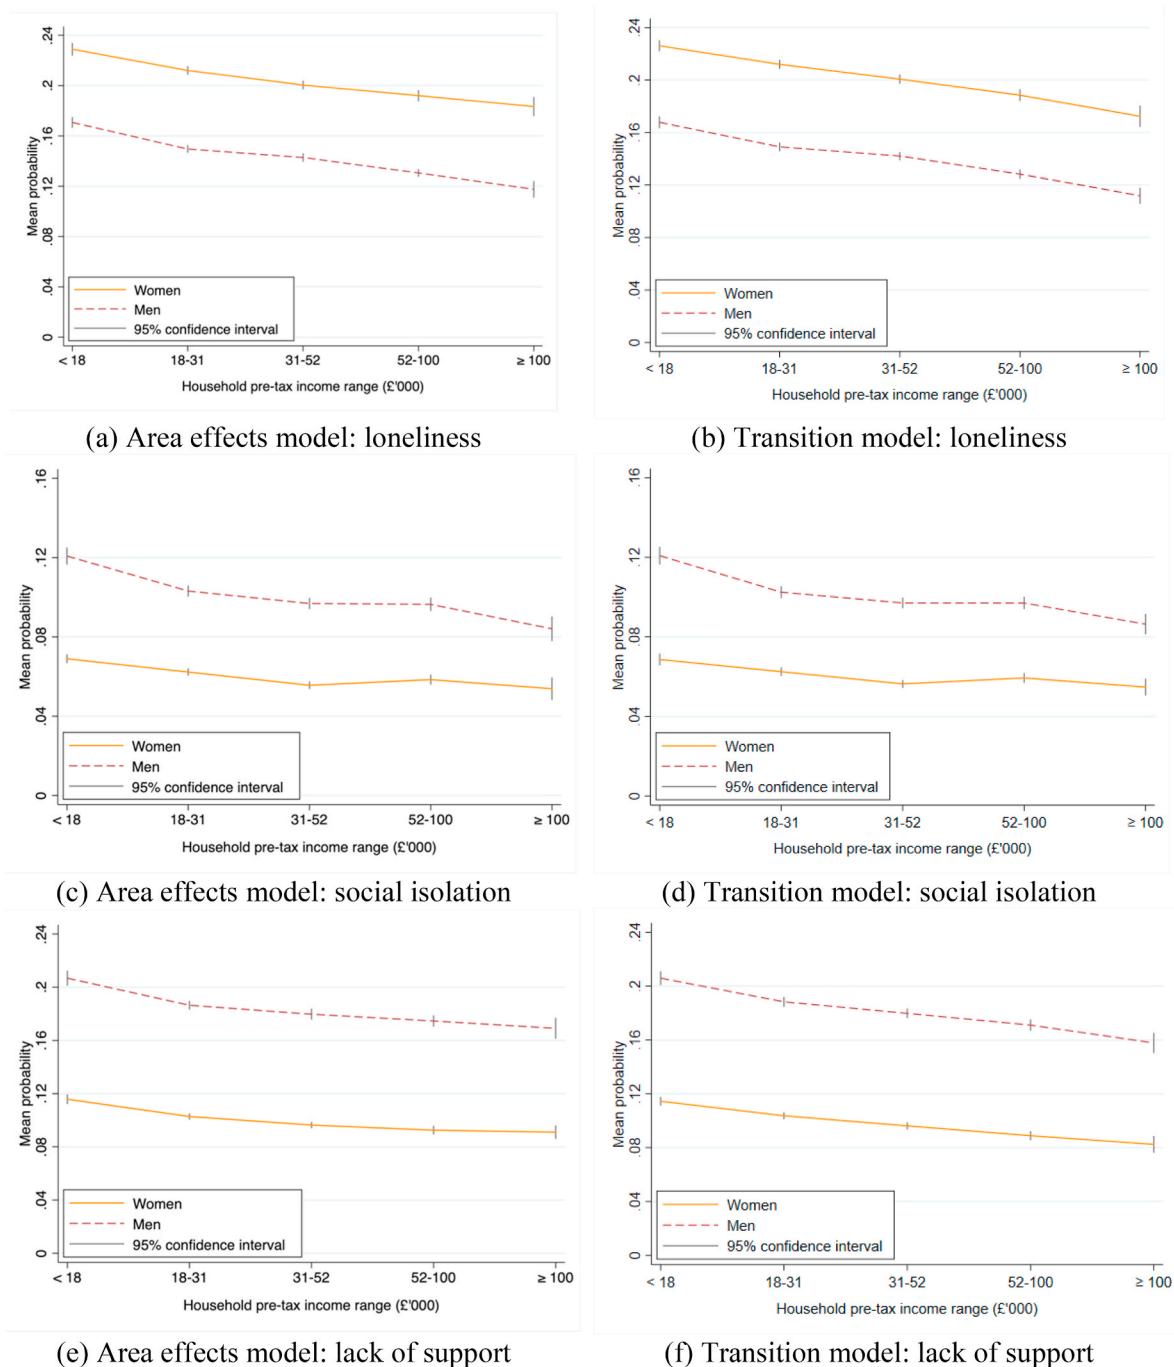 .24
.2
.16
.12
.08
.04
0
Mean probability
Women
Men
95% confidence interval
< 18
18-31
31-52
52-100
≥ 100
Household pre-tax income range (£'000)
(a) Area effects model: loneliness
.24
.2
.16
.12
.08
.04
0
Mean probability
Women
Men
95% confidence interval
< 18
18-31
31-52
52-100
≥ 100
Household pre-tax income range (£'000)
(b) Transition model: loneliness
.16
.12
.08
.04
0
Mean probability
Women
Men
95% confidence interval
< 18
18-31
31-52
52-100
≥ 100
Household pre-tax income range (£'000)
(c) Area effects model: social isolation
.16
.12
.08
.04
0
Mean probability
Women
Men
95% confidence interval
< 18
18-31
31-52
52-100
≥ 100
Household pre-tax income range (£'000)
(d) Transition model: social isolation
.24
.2
.16
.12
.08
.04
0
Mean probability
Women
Men
95% confidence interval
< 18
18-31
31-52
52-100
≥ 100
Household pre-tax income range (£'000)
(e) Area effects model: lack of support
.24
.2
.16
.12
.08
.04
0
Mean probability
Women
Men
95% confidence interval
< 18
18-31
31-52
52-100
≥ 100
Household pre-tax income range (£'000)
(f) Transition model: lack of support